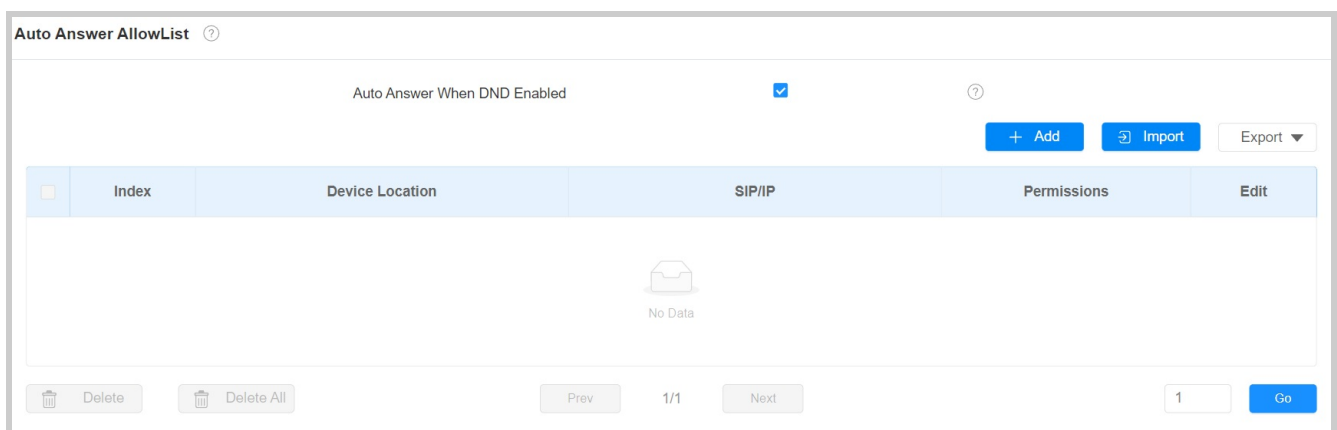 Auto Answer AllowList ?
Auto Answer When DND Enabled ?
+ Add Import Export
Index Device Location SIP/IP Permissions Edit
No Data
Delete Delete All Prev 1/1 Next 1 Go